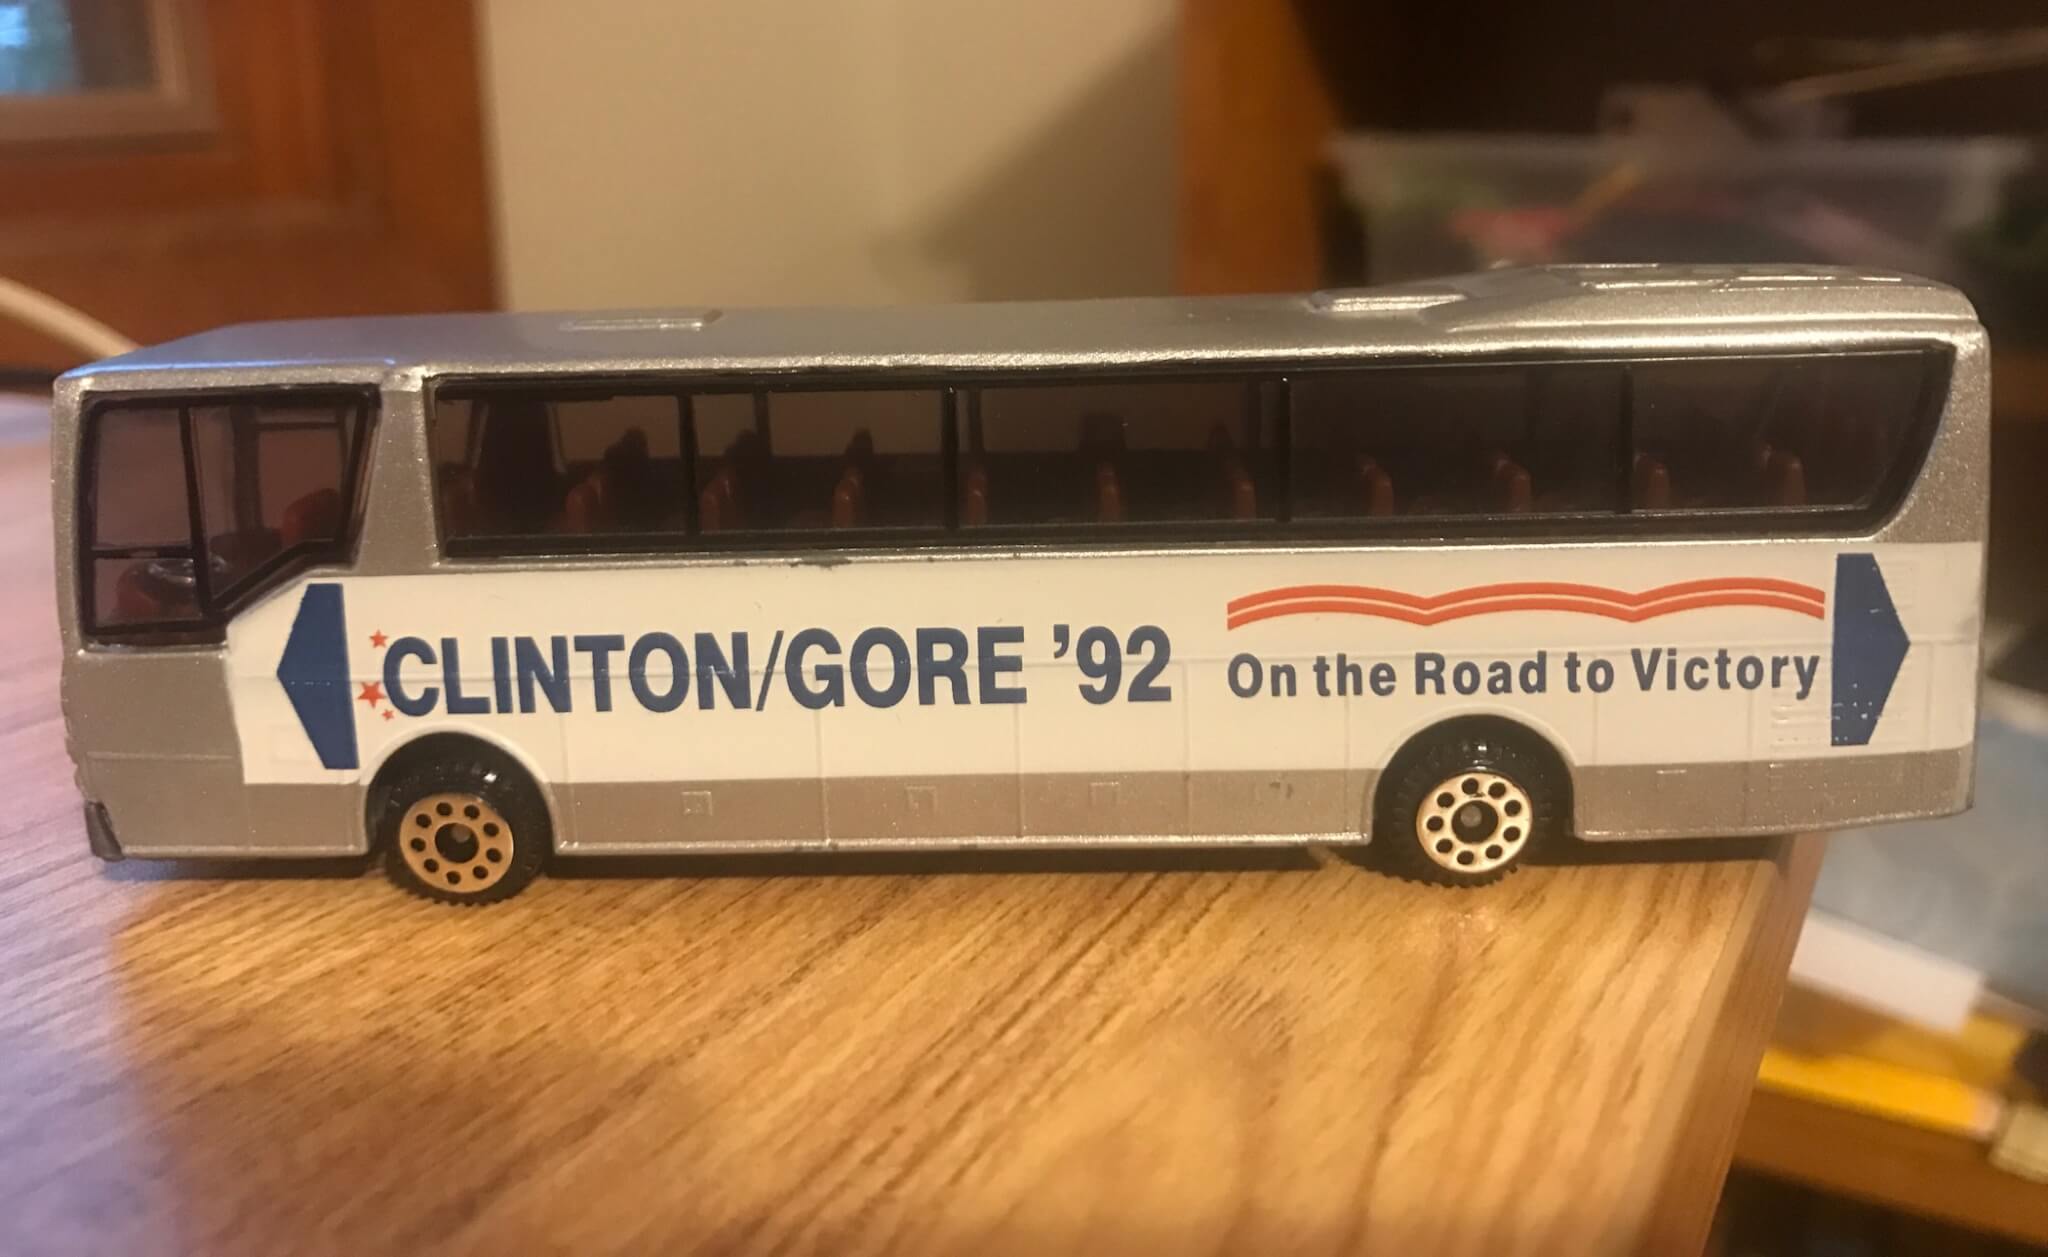 CLINTON/GORE ’92
On the Road to Victory